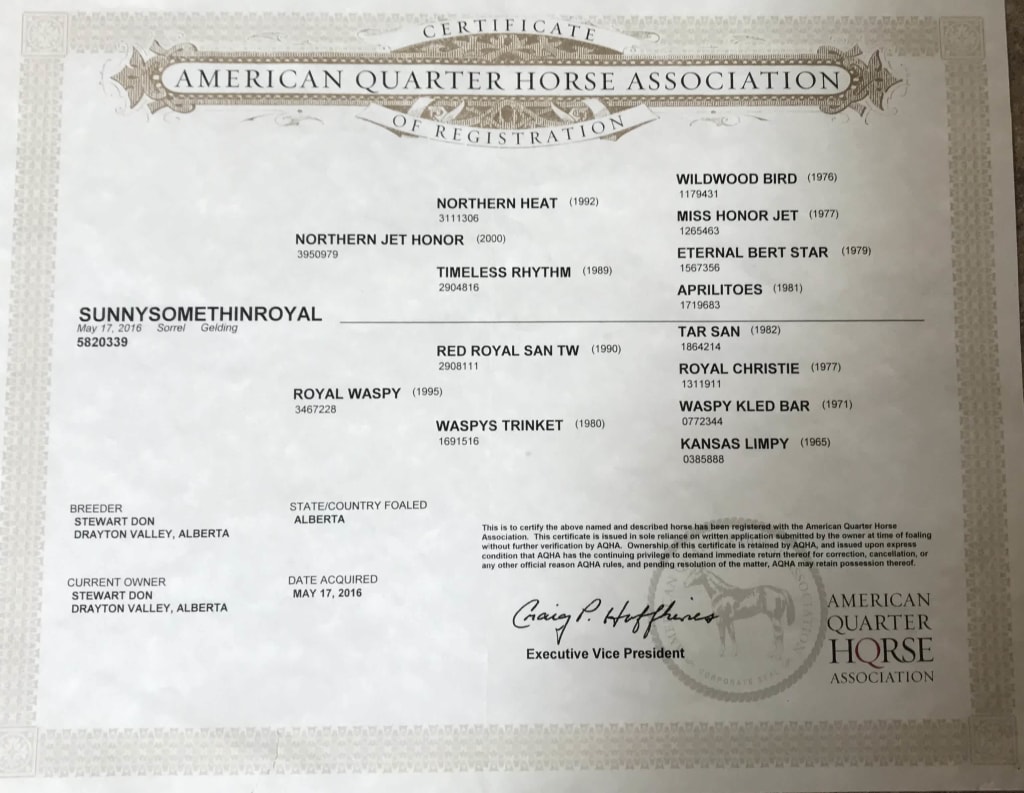 CERTIFICATE
AMERICAN QUARTER HORSE ASSOCIATION
OF REGISTRATION
WILDWOOD BIRD (1976)
1179431
NORTHERN HEAT (1992)
3111306
MISS HONOR JET (1977)
1265463
NORTHERN JET HONOR (2000)
3950979
ETERNAL BERT STAR (1979)
1567356
TIMELESS RHYTHM (1989)
2904816
APRILITOES (1981)
1719683
SUNNYSOMETHINROYAL
May 17, 2016 Sorrel Gelding
5820339
TAR SAN (1982)
1864214
RED ROYAL SAN TW (1990)
2908111
ROYAL CHRISTIE (1977)
1311911
ROYAL WASPY (1995)
3467228
WASPY KLED BAR (1971)
0772344
WASPYS TRINKET (1980)
1691516
KANSAS LIMPY (1965)
0385888
BREEDER
STEWART DON
DRAYTON VALLEY, ALBERTA
STATE/COUNTRY FOALED
ALBERTA
CURRENT OWNER
STEWART DON
DRAYTON VALLEY, ALBERTA
DATE ACQUIRED
MAY 17, 2016
This is to certify the above named and described horse has been registered with the American Quarter Horse
Association. This certificate is issued in sole reliance on written application submitted by the owner at time of foaling
without further verification by AQHA. Ownership of this certificate is retained by AQHA, and issued upon express
condition that AQHA has the continuing privilege to demand immediate return thereof for correction, cancellation, or
any other official reason AQHA rules, and pending resolution of the matter, AQHA may retain possession thereof.
Craig P. Huffhines
Executive Vice President
CORPORATE SEAL
AMERICAN
QUARTER
HORSE
ASSOCIATION